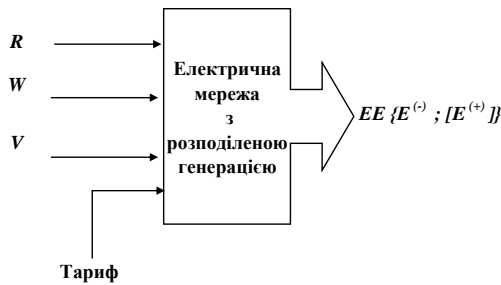 R
W
V
Електрична
мережа
з
розподіленою
генерацією
EE {E⁽⁻⁾ ; [E⁽⁺⁾ ]}
Тариф